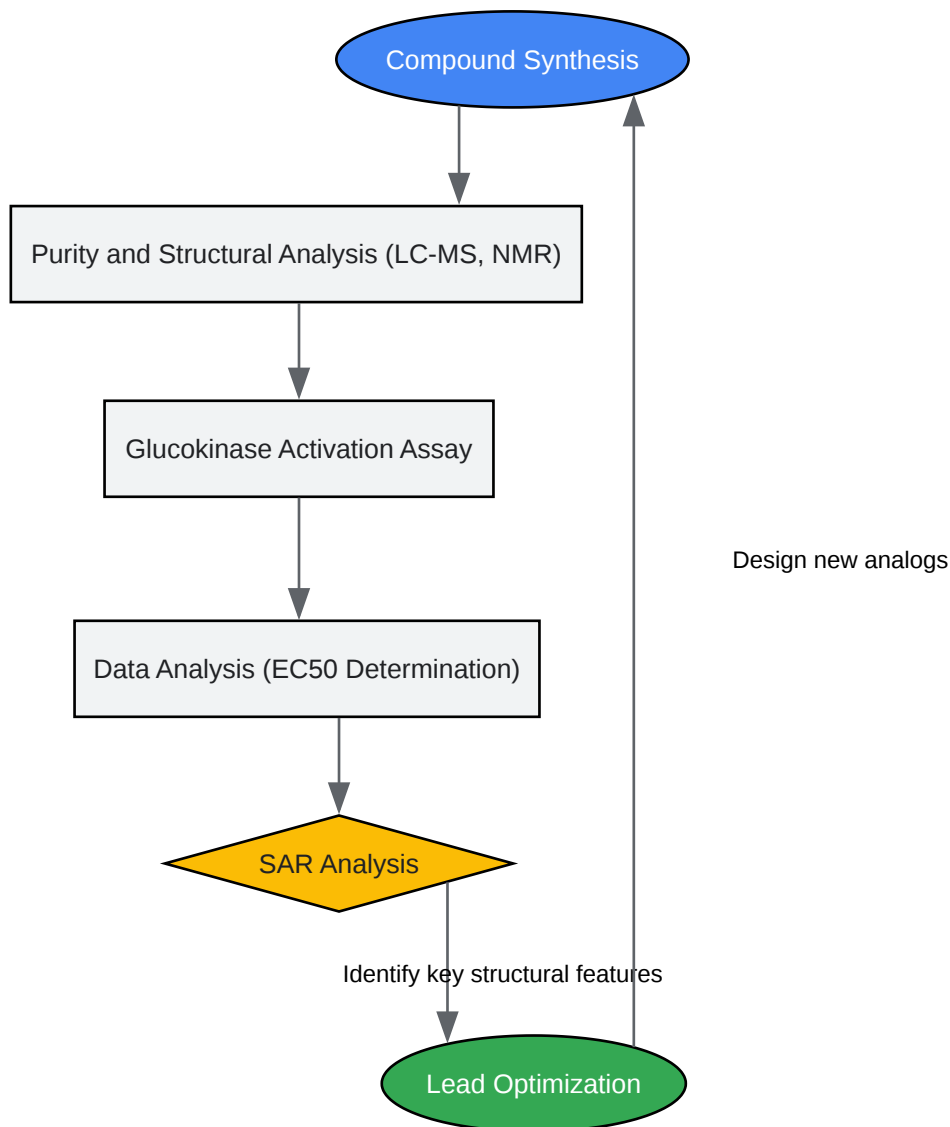 Compound Synthesis
Purity and Structural Analysis (LC-MS, NMR)
Glucokinase Activation Assay
Design new analogs
Data Analysis (EC50 Determination)
SAR Analysis
Identify key structural features
Lead Optimization